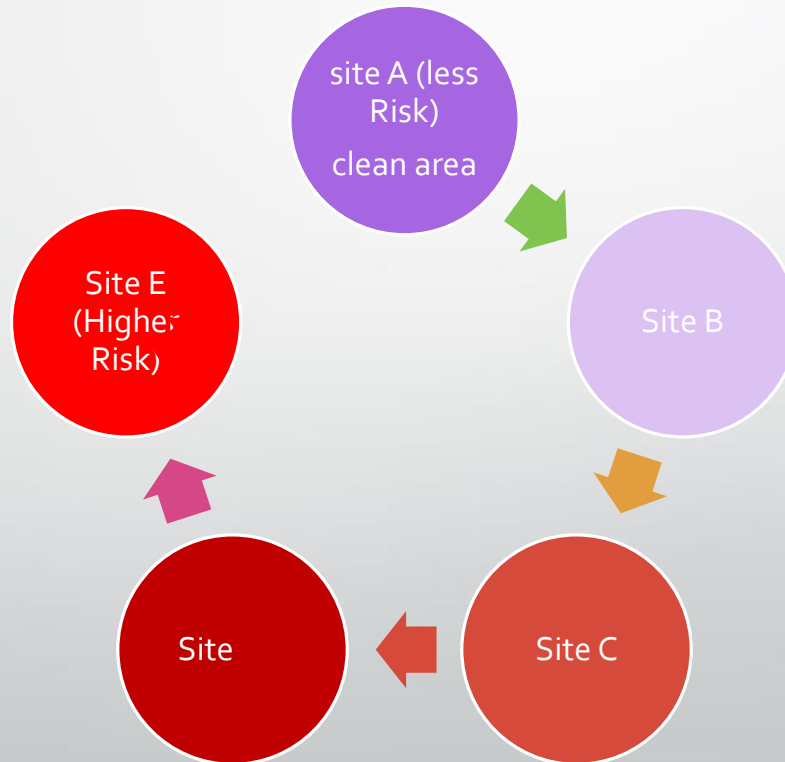 site A (less
Risk)
clean area
Site B
Site C
Site
Site E
(Higher
Risk)